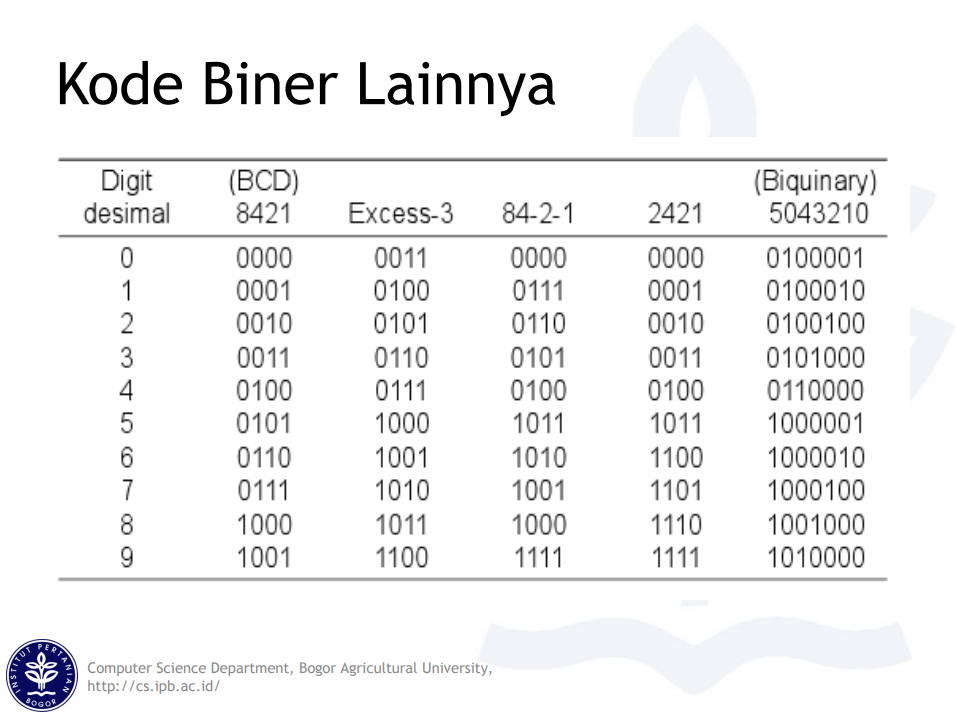 Kode Biner Lainnya
Digit (BCD) (Biquinary)
desimal 8421 Excess-3 84-2-1 2421 5043210
0 0000 0011 0000 0000 0100001
1 0001 0100 0111 0001 0100010
2 0010 0101 0110 0010 0100100
3 0011 0110 0101 0011 0101000
4 0100 0111 0100 0100 0110000
5 0101 1000 1011 1011 1000001
6 0110 1001 1010 1100 1000010
7 0111 1010 1001 1101 1000100
8 1000 1011 1000 1110 1001000
9 1001 1100 1111 1111 1010000
INSTITUT PERTANIAN
BOGOR
Computer Science Department, Bogor Agricultural University,
http://cs.ipb.ac.id/